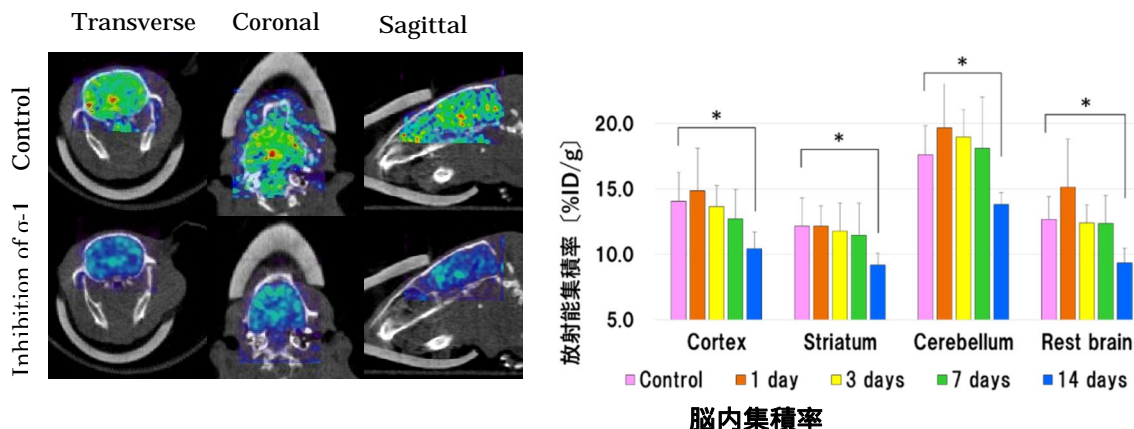 Transverse Coronal Sagittal
Control
Inhibition of σ-1
放射能集積率 〔%ID/g〕
20.0
15.0
10.0
5.0
* * * *
Cortex Striatum Cerebellum Rest brain
Control 1 day 3 days 7 days 14 days
脳内集積率